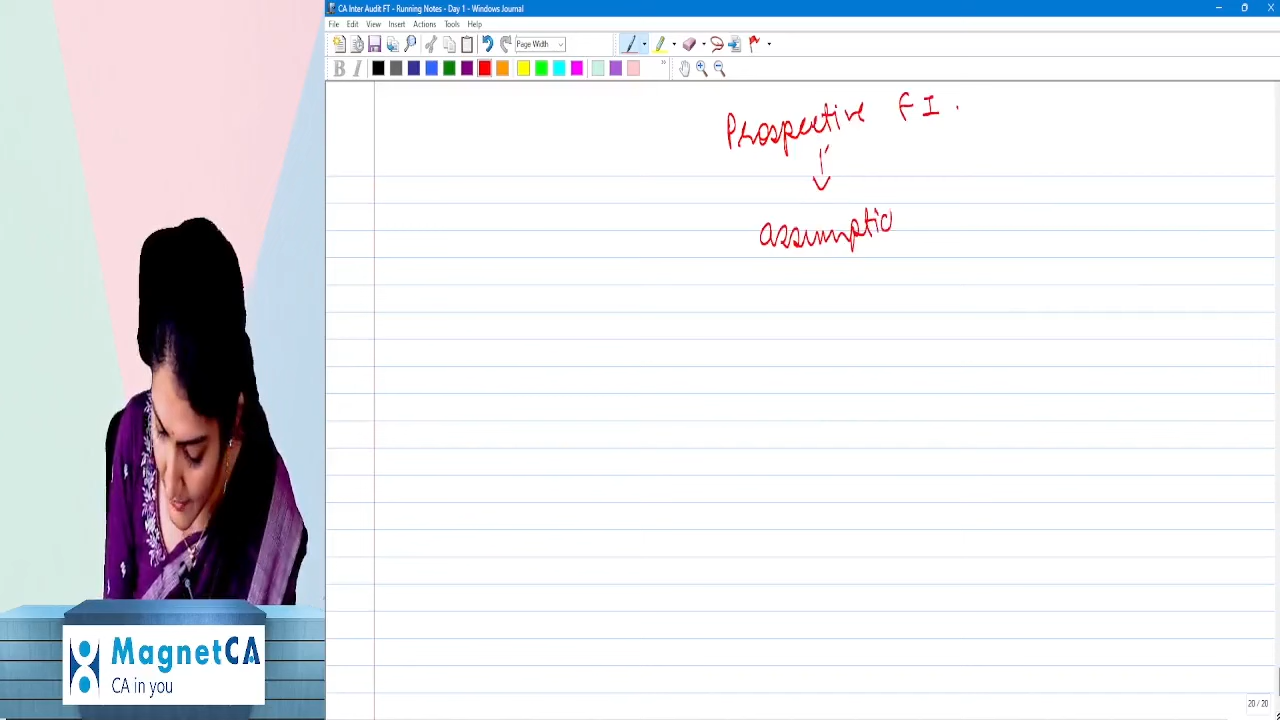 CA Inter Audit FT - Running Notes - Day 1 - Windows Journal
File Edit View Insert Actions Tools Help
Page Width
B I
Prospective FI.
assumptio
MagnetCA
CA in you
20 / 20